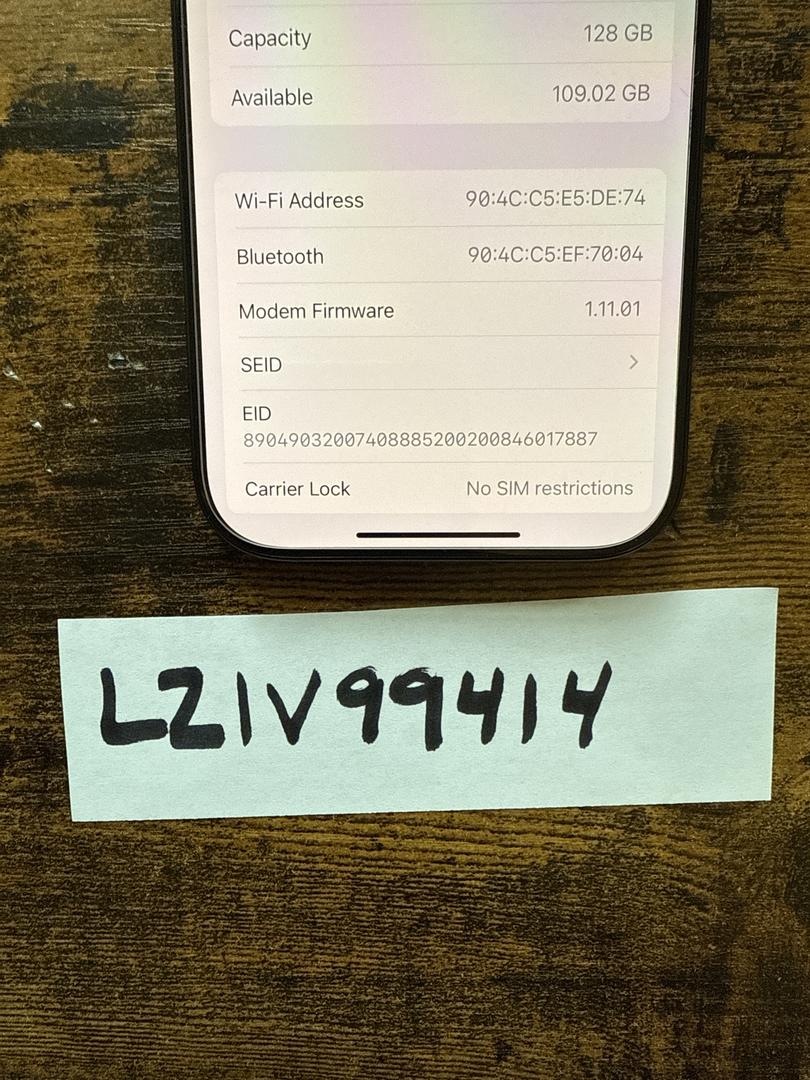 Capacity 128 GB
Available 109.02 GB
Wi-Fi Address 90:4C:C5:E5:DE:74
Bluetooth 90:4C:C5:EF:70:04
Modem Firmware 1.11.01
SEID
EID
89049032007408885200200846017887
Carrier Lock No SIM restrictions
LZIV99414